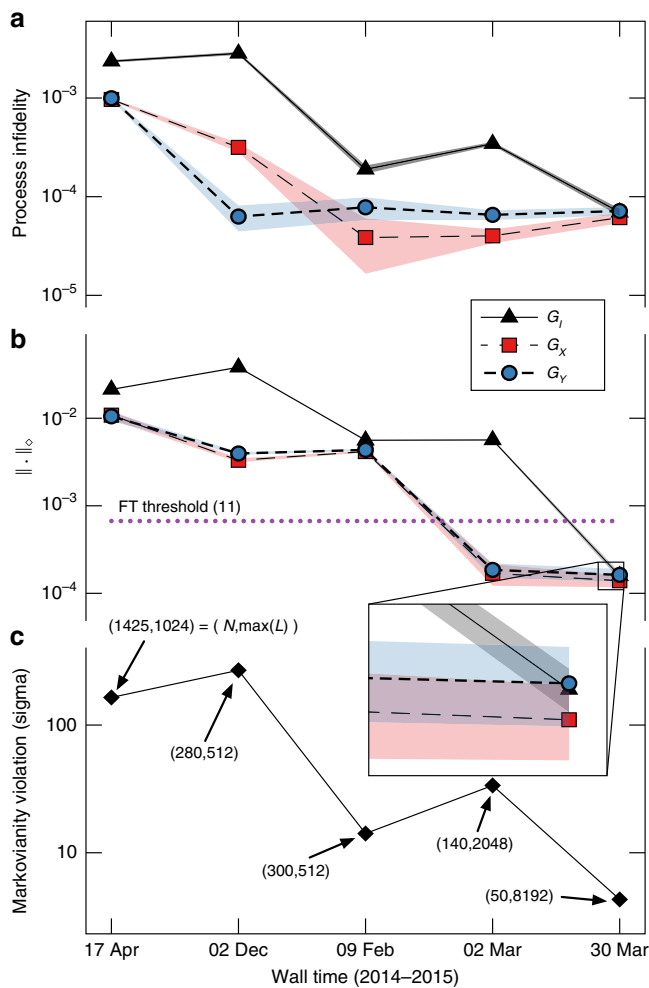 a
Processs infidelity
10⁻³
10⁻⁴
10⁻⁵
G_I
G_X
G_Y
b
|| · ||◇
10⁻²
10⁻³
10⁻⁴
FT threshold (11)
c
Markovianity violation (sigma)
100
10
(1425,1024) = ( N,max(L) )
(280,512)
(300,512)
(140,2048)
(50,8192)
17 Apr
02 Dec
09 Feb
02 Mar
30 Mar
Wall time (2014–2015)